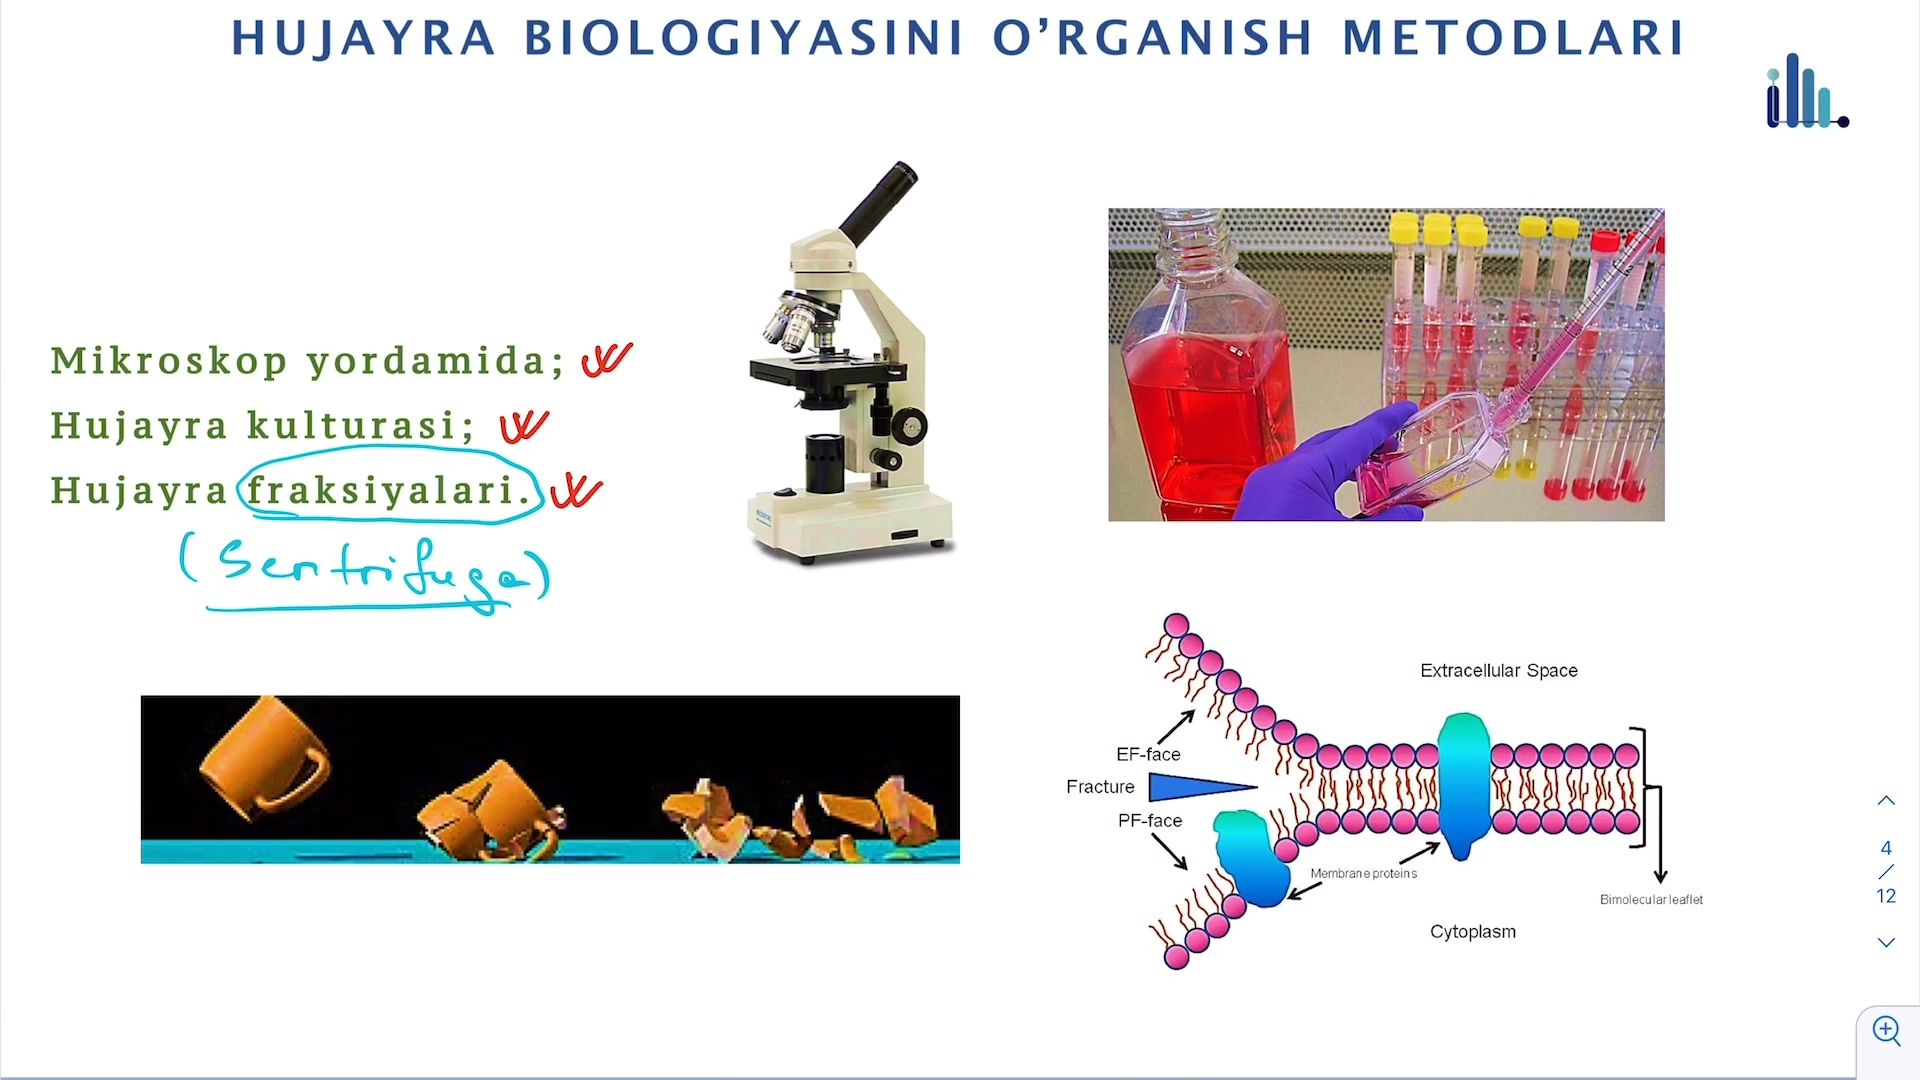 HUJAYRA BIOLOGIYASINI O’RGANISH METODLARI
Mikroskop yordamida;
Hujayra kulturasi;
Hujayra fraksiyalari.
(Sentrifuga)
Extracellular Space
EF-face
Fracture
PF-face
Membrane proteins
Bimolecular leaflet
Cytoplasm
4
/
12